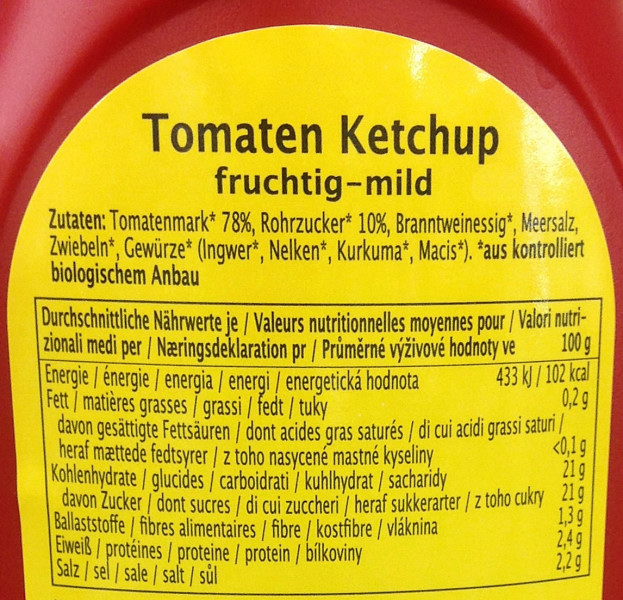 Tomaten Ketchup
fruchtig-mild
Zutaten: Tomatenmark* 78%, Rohrzucker* 10%, Branntweinessig*, Meersalz,
Zwiebeln*, Gewürze* (Ingwer*, Nelken*, Kurkuma*, Macis*). *aus kontrolliert
biologischem Anbau
Durchschnittliche Nährwerte je / Valeurs nutritionnelles moyennes pour / Valori nutri-
zionali medi per / Næringsdeklaration pr / Průměrné výživové hodnoty ve 100 g
Energie / énergie / energia / energi / energetická hodnota 433 kJ / 102 kcal
Fett / matières grasses / grassi / fedt / tuky 0,2 g
davon gesättigte Fettsäuren / dont acides gras saturés / di cui acidi grassi saturi /
heraf mættede fedtsyrer / z toho nasycené mastné kyseliny <0,1 g
Kohlenhydrate / glucides / carboidrati / kuhlhydrat / sacharidy 21 g
davon Zucker / dont sucres / di cui zuccheri / heraf sukkerarter / z toho cukry 21 g
Ballaststoffe / fibres alimentaires / fibre / kostfibre / vláknina 1,3 g
Eiweiß / protéines / proteine / protein / bílkoviny 2,4 g
Salz / sel / sale / salt / sůl 2,2 g